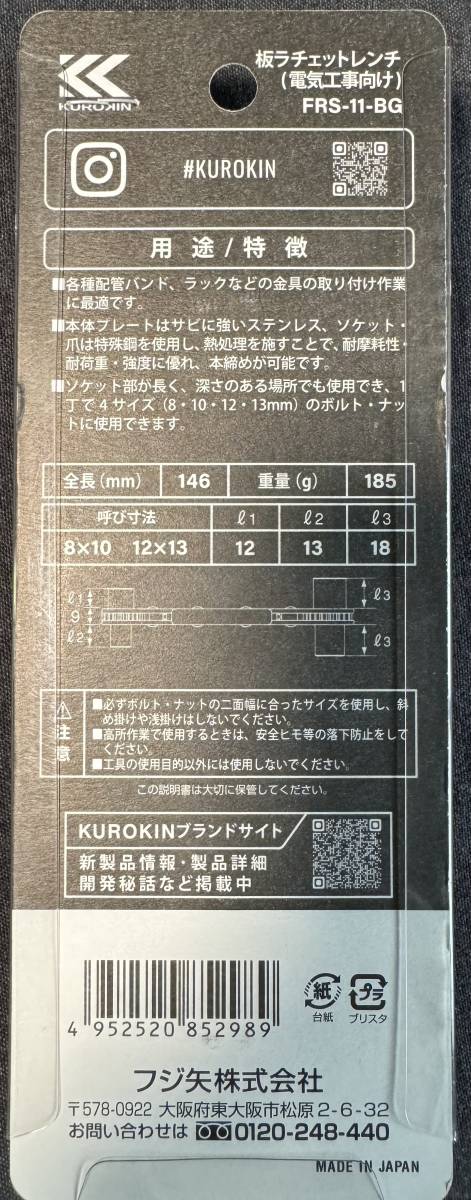 KUROKIN
板ラチェットレンチ
(電気工事向け)
FRS-11-BG
#KUROKIN
用途/特徴
■各種配管バンド、ラックなどの金具の取り付け作業
に最適です。
■本体プレートはサビに強いステンレス、ソケット・
爪は特殊鋼を使用し、熱処理を施すことで、耐摩耗性・
耐荷重・強度に優れ、本締めが可能です。
■ソケット部が長く、深さのある場所でも使用でき、1
丁で4サイズ(8・10・12・13mm)のボルト・ナッ
トに使用できます。
全長(mm) 146 重量(g) 185
呼び寸法 ℓ1 ℓ2 ℓ3
8×10 12×13 12 13 18
ℓ1
9
ℓ2
ℓ3
ℓ3
⚠注意
■必ずボルト・ナットの二面幅に合ったサイズを使用し、斜
め掛けや浅掛けはしないでください。
■高所作業で使用するときは、安全ヒモ等の落下防止をして
ください。
■工具の使用目的以外には使用しないでください。
この説明書は大切に保管してください。
KUROKINブランドサイト
新製品情報・製品詳細
開発秘話など掲載中
4 952520 852989
紙
台紙
プラ
ブリスタ
フジ矢株式会社
〒578-0922 大阪府東大阪市松原2-6-32
お問い合わせは 0120-248-440
MADE IN JAPAN